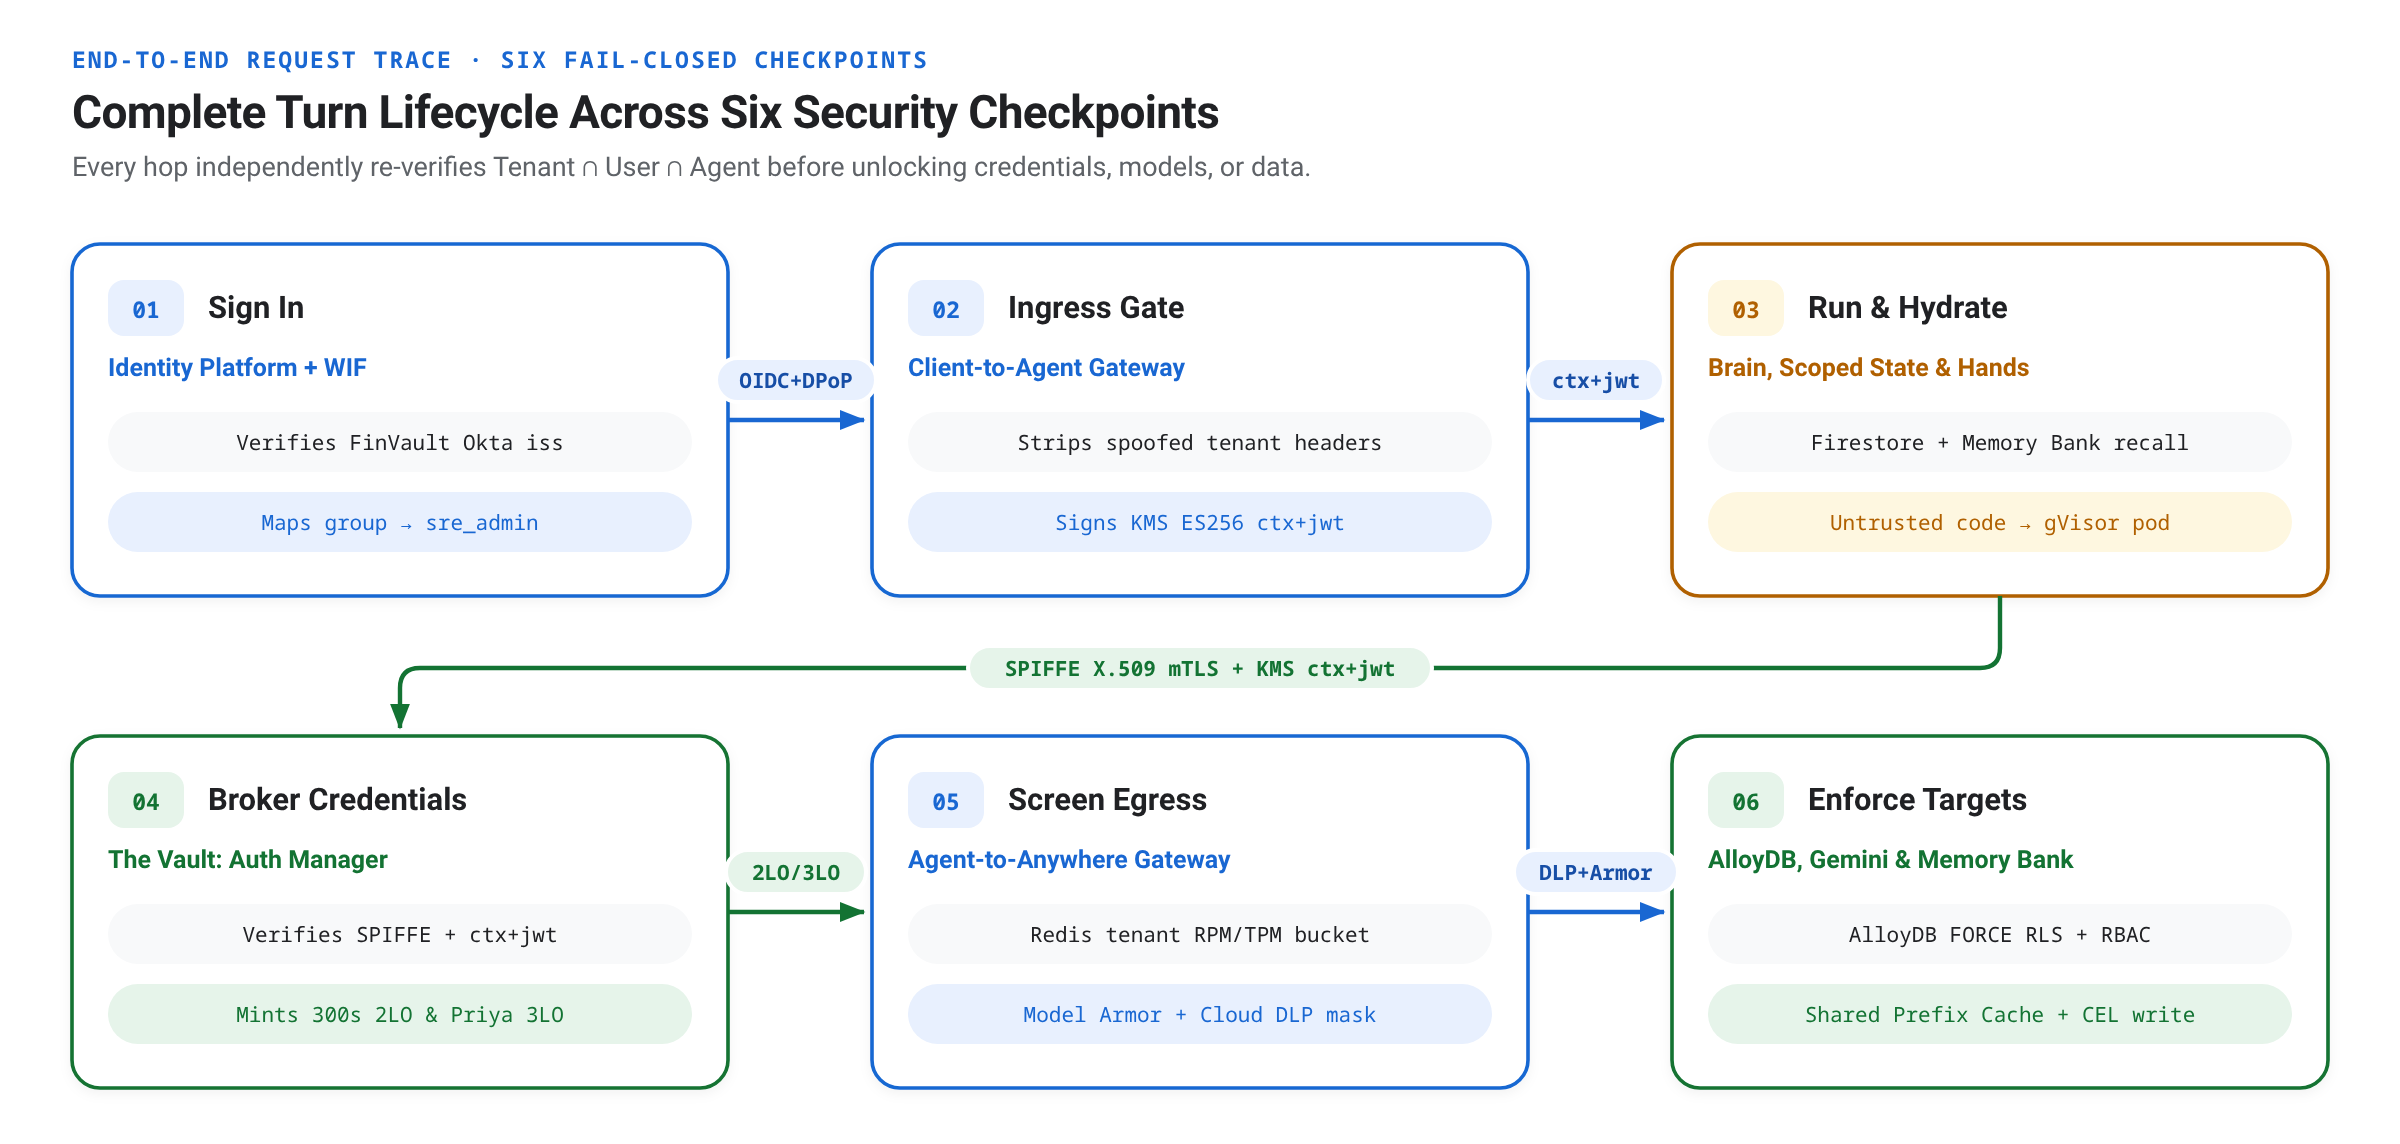 END-TO-END REQUEST TRACE · SIX FAIL-CLOSED CHECKPOINTS
Complete Turn Lifecycle Across Six Security Checkpoints
Every hop independently re-verifies Tenant ∩ User ∩ Agent before unlocking credentials, models, or data.
01 Sign In
Identity Platform + WIF
Verifies FinVault Okta iss
Maps group → sre_admin
OIDC+DPoP
02 Ingress Gate
Client-to-Agent Gateway
Strips spoofed tenant headers
Signs KMS ES256 ctx+jwt
ctx+jwt
03 Run & Hydrate
Brain, Scoped State & Hands
Firestore + Memory Bank recall
Untrusted code → gVisor pod
SPIFFE X.509 mTLS + KMS ctx+jwt
04 Broker Credentials
The Vault: Auth Manager
Verifies SPIFFE + ctx+jwt
Mints 300s 2LO & Priya 3LO
2LO/3LO
05 Screen Egress
Agent-to-Anywhere Gateway
Redis tenant RPM/TPM bucket
Model Armor + Cloud DLP mask
DLP+Armor
06 Enforce Targets
AlloyDB, Gemini & Memory Bank
AlloyDB FORCE RLS + RBAC
Shared Prefix Cache + CEL write